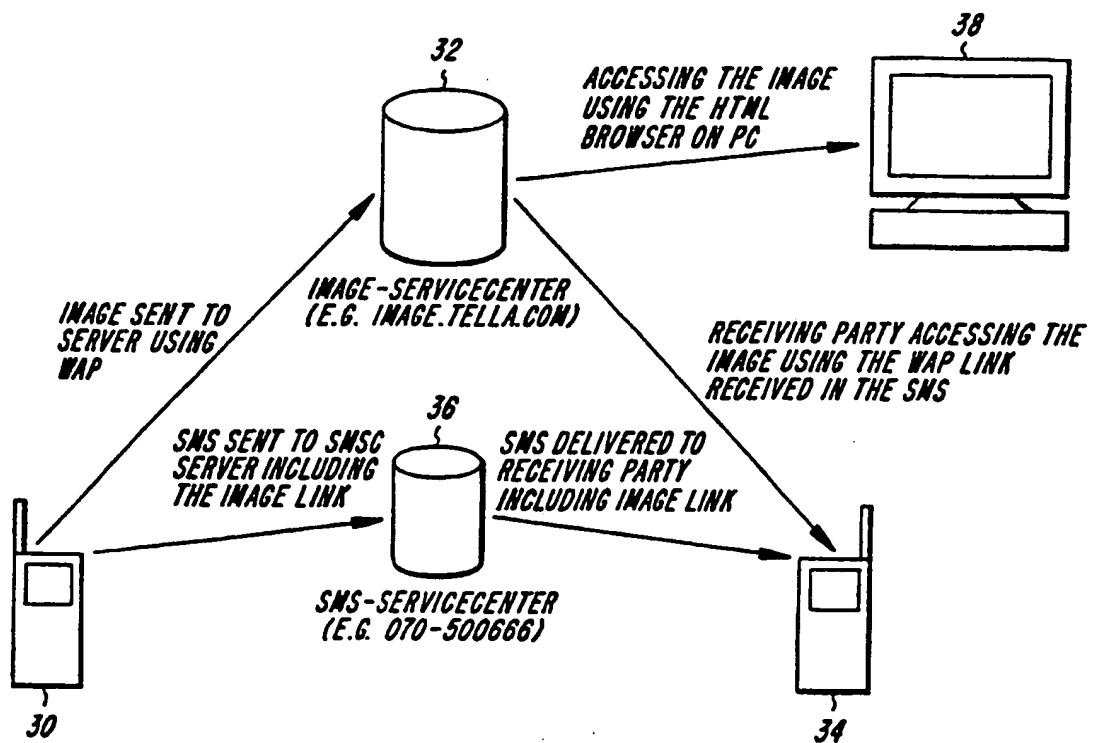 32
38
ACCESSING THE IMAGE
USING THE HTML
BROWSER ON PC
IMAGE-SERVICECENTER
(E.G. IMAGE.TELLA.COM)
IMAGE SENT TO
SERVER USING
WAP
RECEIVING PARTY ACCESSING THE
IMAGE USING THE WAP LINK
RECEIVED IN THE SMS
36
SMS SENT TO SMSC
SERVER INCLUDING
THE IMAGE LINK
SMS DELIVERED TO
RECEIVING PARTY
INCLUDING IMAGE LINK
SMS-SERVICECENTER
(E.G. 070-500666)
30
34